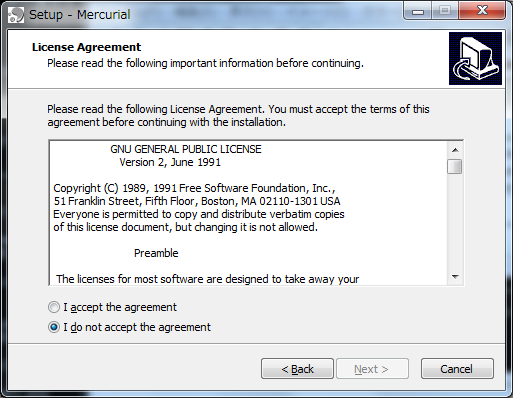 Setup - Mercurial
License Agreement
Please read the following important information before continuing.
Please read the following License Agreement. You must accept the terms of this
agreement before continuing with the installation.
GNU GENERAL PUBLIC LICENSE
Version 2, June 1991
Copyright (C) 1989, 1991 Free Software Foundation, Inc.,
51 Franklin Street, Fifth Floor, Boston, MA 02110-1301 USA
Everyone is permitted to copy and distribute verbatim copies
of this license document, but changing it is not allowed.
Preamble
The licenses for most software are designed to take away your
I accept the agreement
I do not accept the agreement
< Back
Next >
Cancel